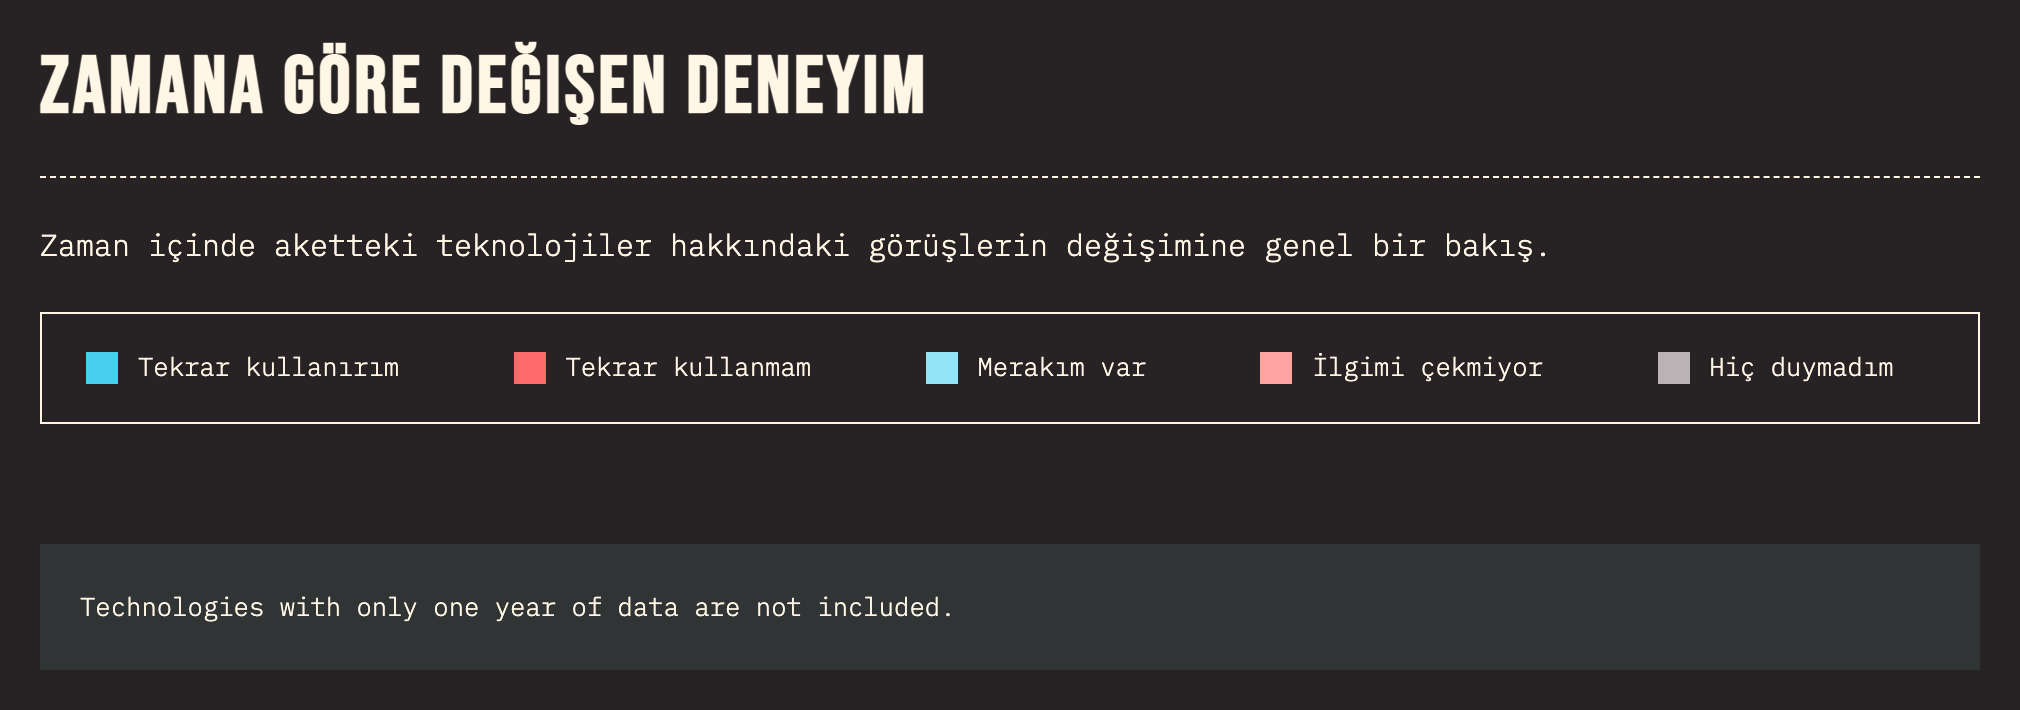 ZAMANA GÖRE DEĞIŞEN DENEYIM
Zaman içinde aketteki teknolojiler hakkındaki görüşlerin değişimine genel bir bakış.
Tekrar kullanırım
Tekrar kullanmam
Merakım var
İlgimi çekmiyor
Hiç duymadım
Technologies with only one year of data are not included.